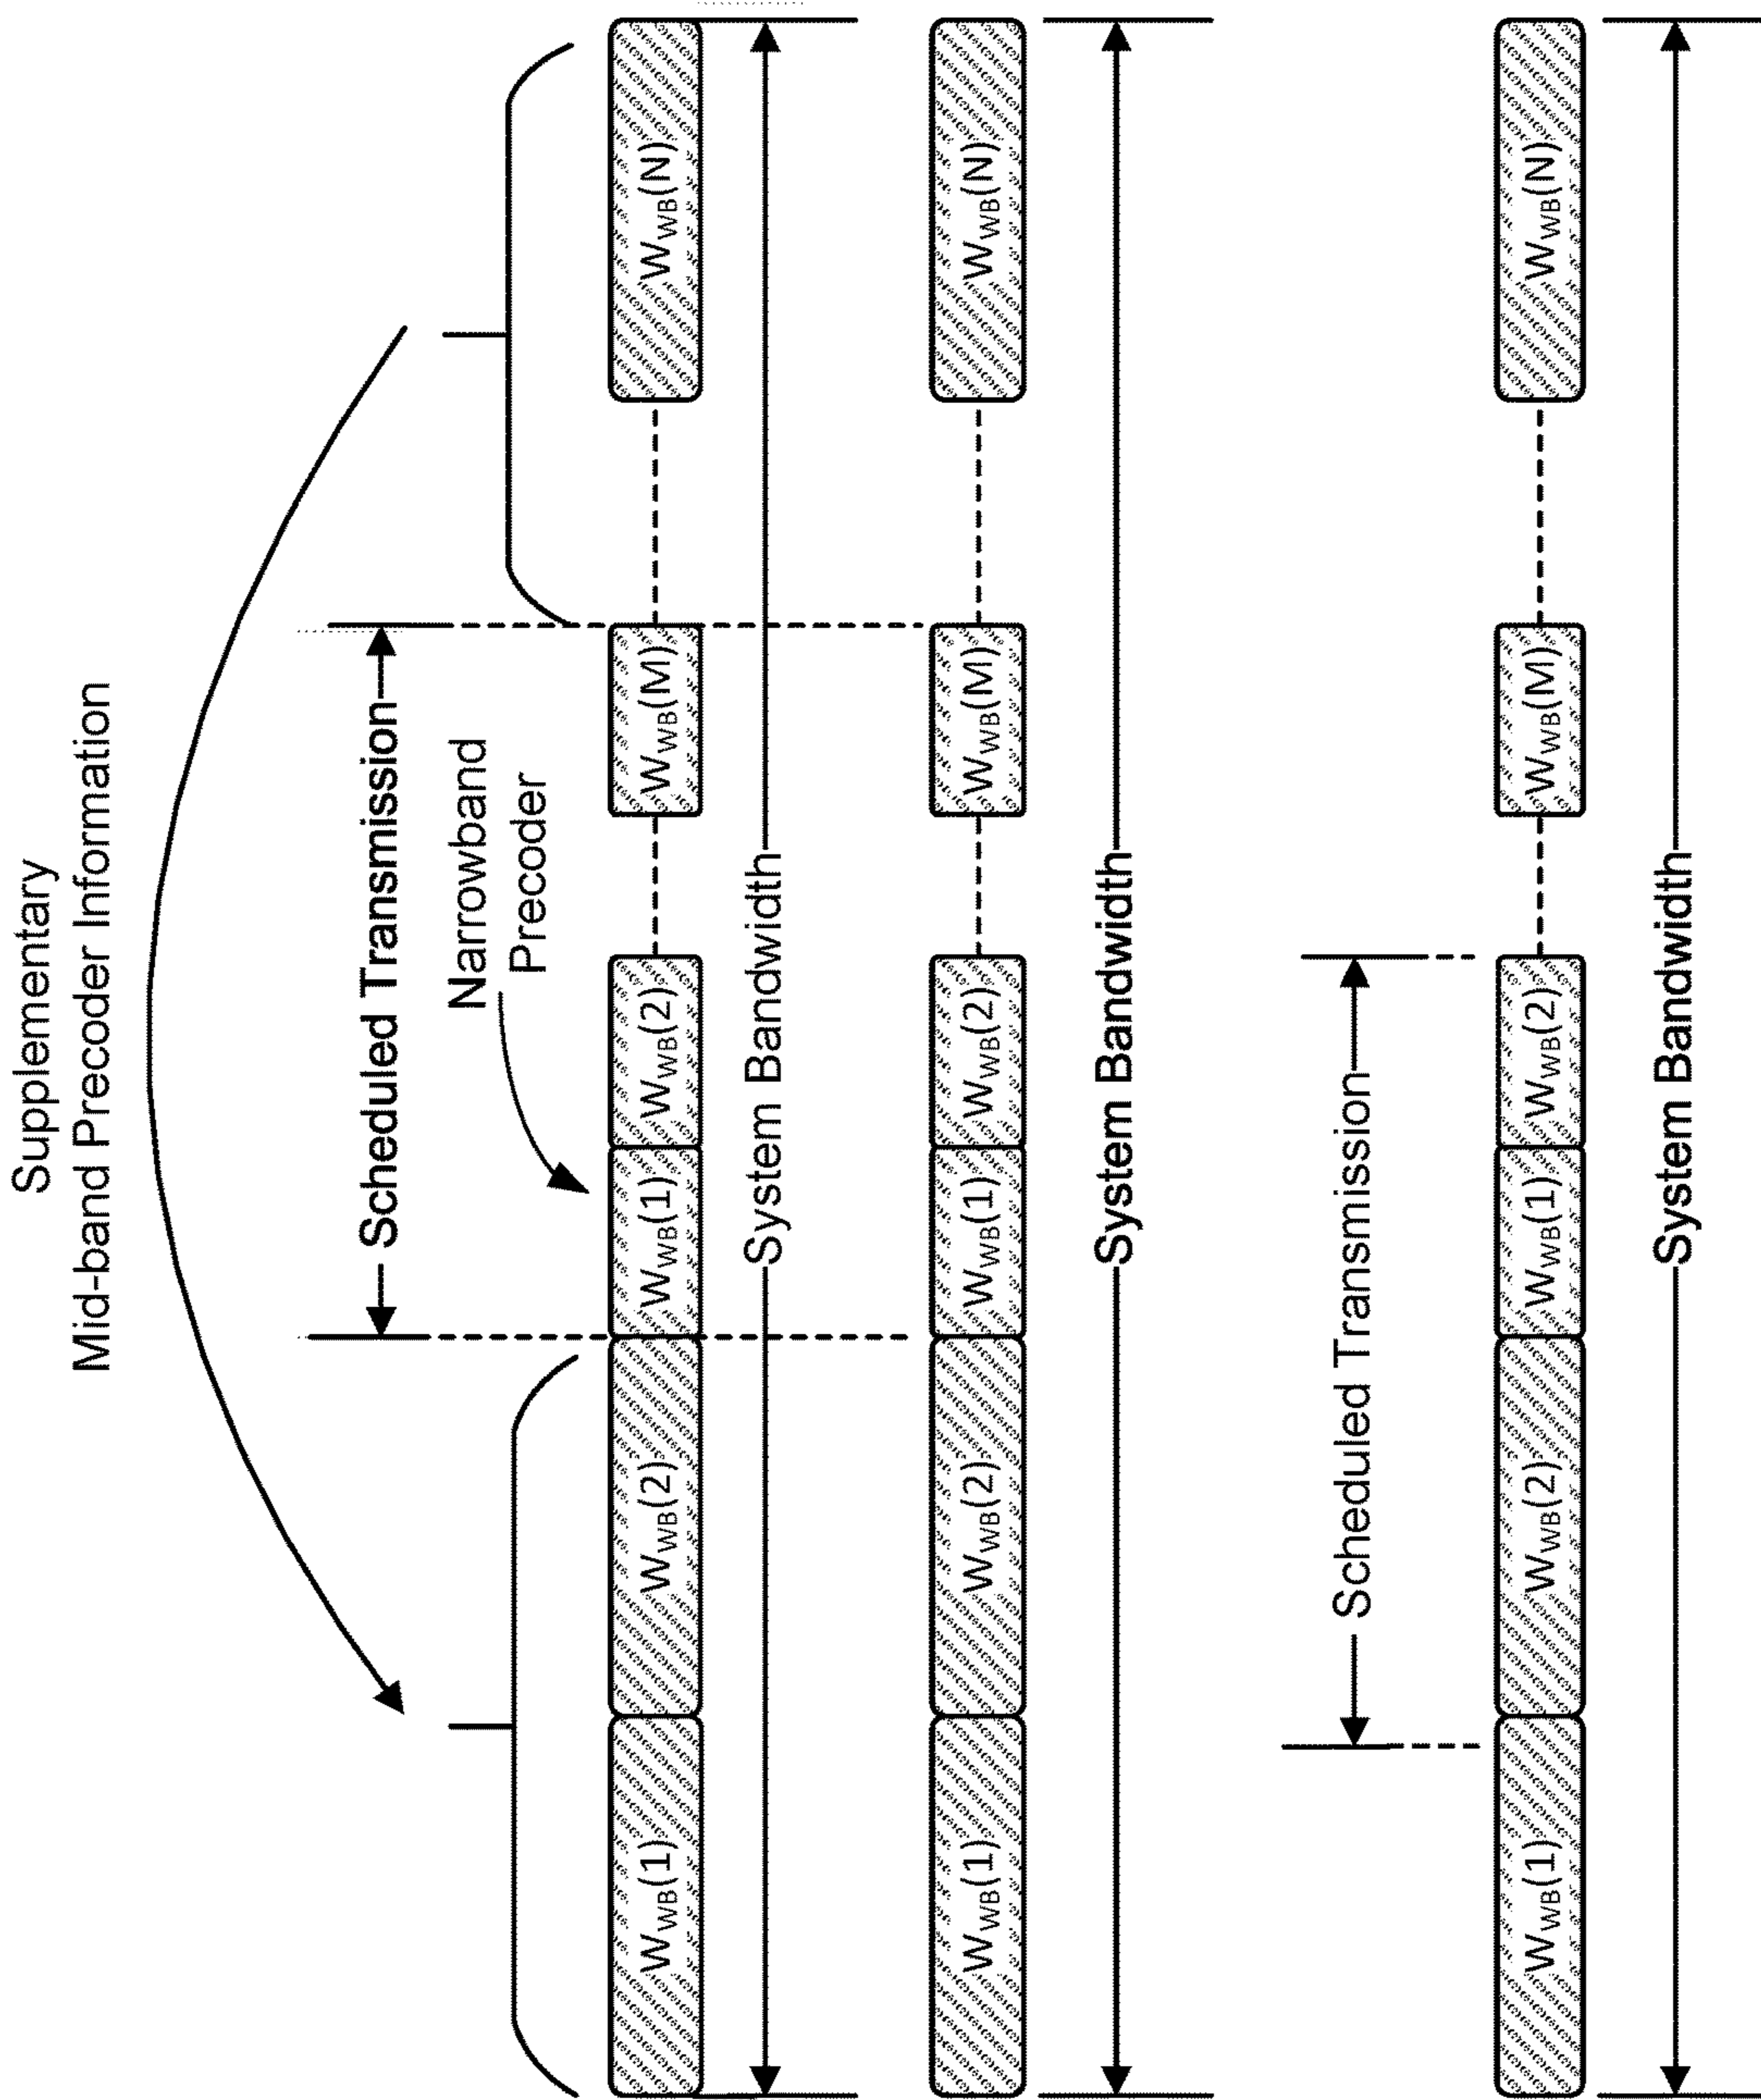 Supplementary
Mid-band Precoder Information
Scheduled Transmission
Narrowband
Precoder
W_WB(1) W_WB(2) W_WB(1) W_WB(2) W_WB(M) W_WB(N)
System Bandwidth
W_WB(1) W_WB(2) W_WB(1) W_WB(2) W_WB(M) W_WB(N)
System Bandwidth
Scheduled Transmission
W_WB(1) W_WB(2) W_WB(1) W_WB(2) W_WB(M) W_WB(N)
System Bandwidth